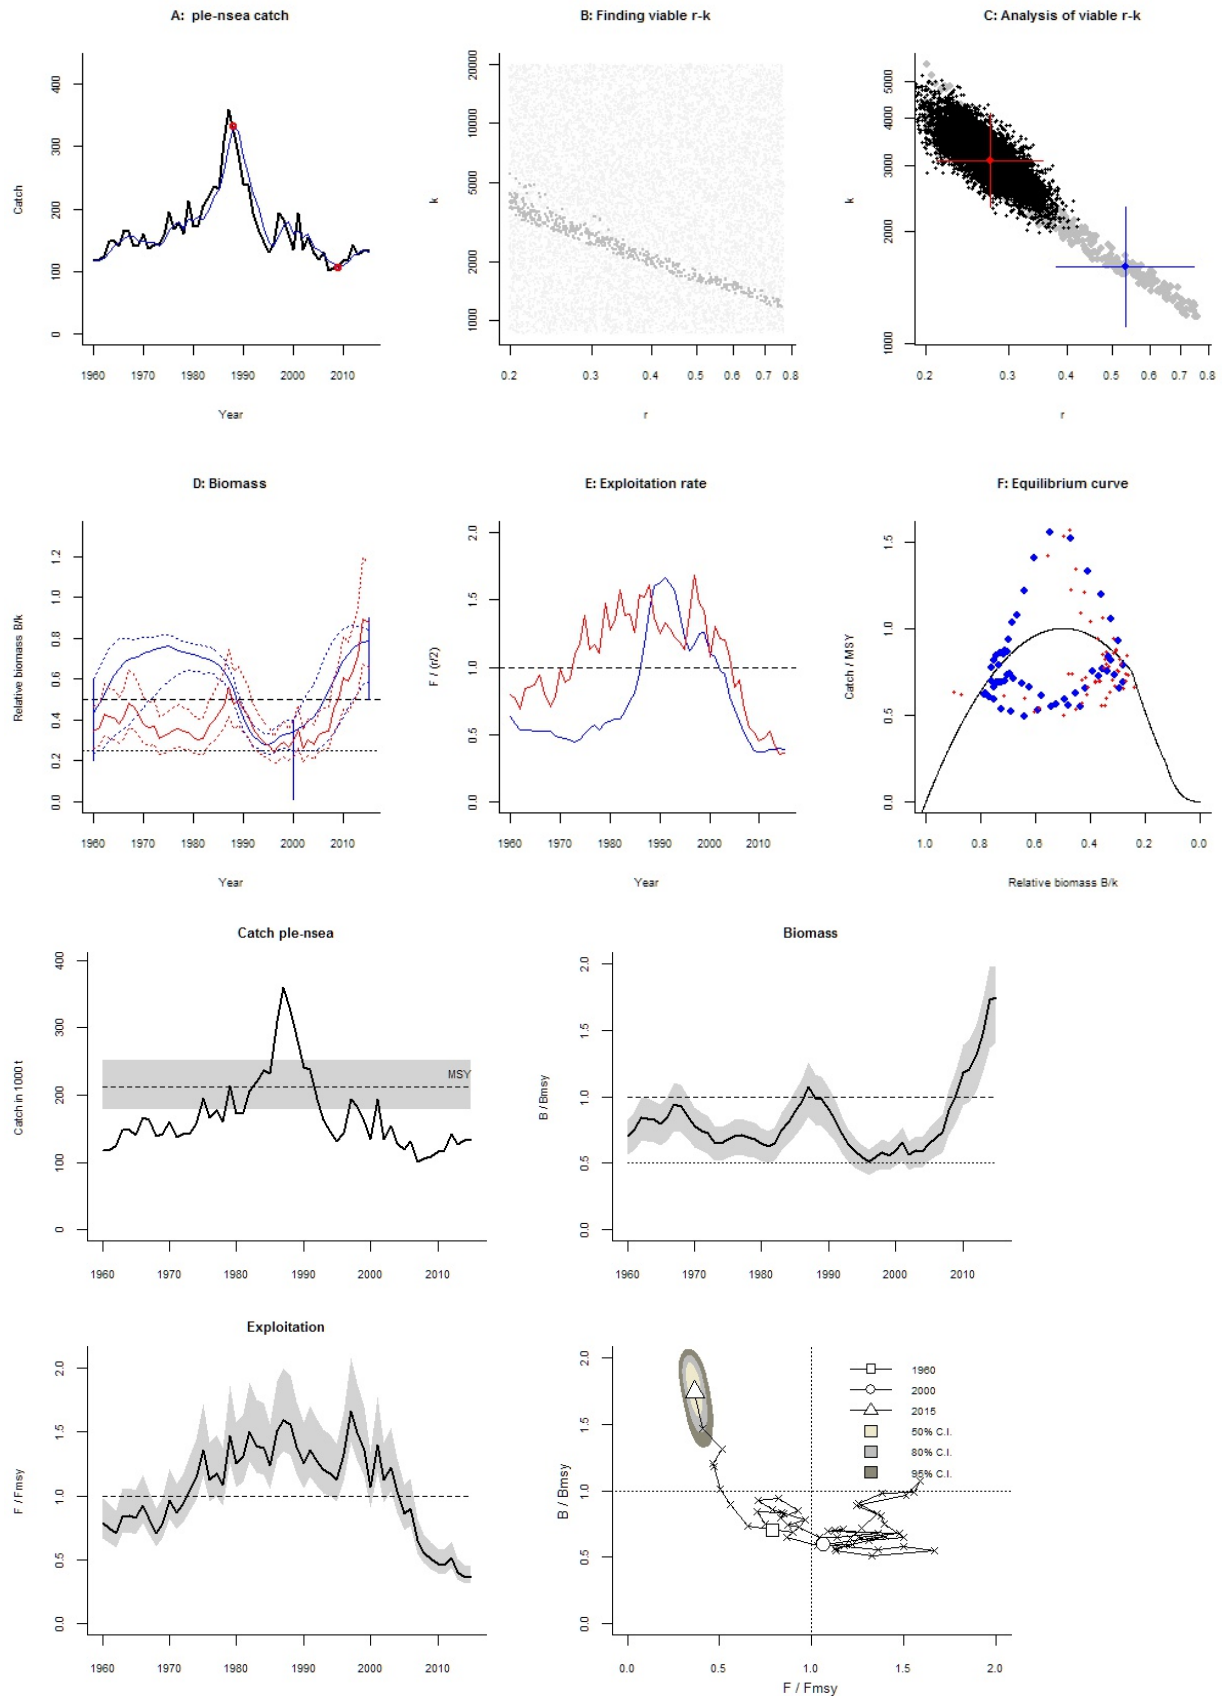 A: ple-nsea catch
B: Finding viable r-k
C: Analysis of viable r-k
Catch
0 100 200 300 400
1960 1970 1980 1990 2000 2010
Year
k
1000 2000 5000 10000 20000
0.2 0.3 0.4 0.5 0.6 0.7 0.8
r
k
1000 2000 3000 4000 5000
0.2 0.3 0.4 0.5 0.6 0.7 0.8
r
D: Biomass
E: Exploitation rate
F: Equilibrium curve
Relative biomass B/k
0.0 0.2 0.4 0.6 0.8 1.0 1.2
1960 1970 1980 1990 2000 2010
Year
F / (r/2)
0.0 0.5 1.0 1.5 2.0
1960 1970 1980 1990 2000 2010
Year
Catch / MSY
0.0 0.5 1.0 1.5
1.0 0.8 0.6 0.4 0.2 0.0
Relative biomass B/k
Catch ple-nsea
Biomass
Catch in 1000 t
0 100 200 300 400
MSY
1960 1970 1980 1990 2000 2010
B / Bmsy
0.0 0.5 1.0 1.5 2.0
1960 1970 1980 1990 2000 2010
Exploitation
F / Fmsy
0.0 0.5 1.0 1.5 2.0
1960 1970 1980 1990 2000 2010
B / Bmsy
0.0 0.5 1.0 1.5 2.0
1960
2000
2015
50% C.I.
80% C.I.
95% C.I.
0.0 0.5 1.0 1.5 2.0
F / Fmsy